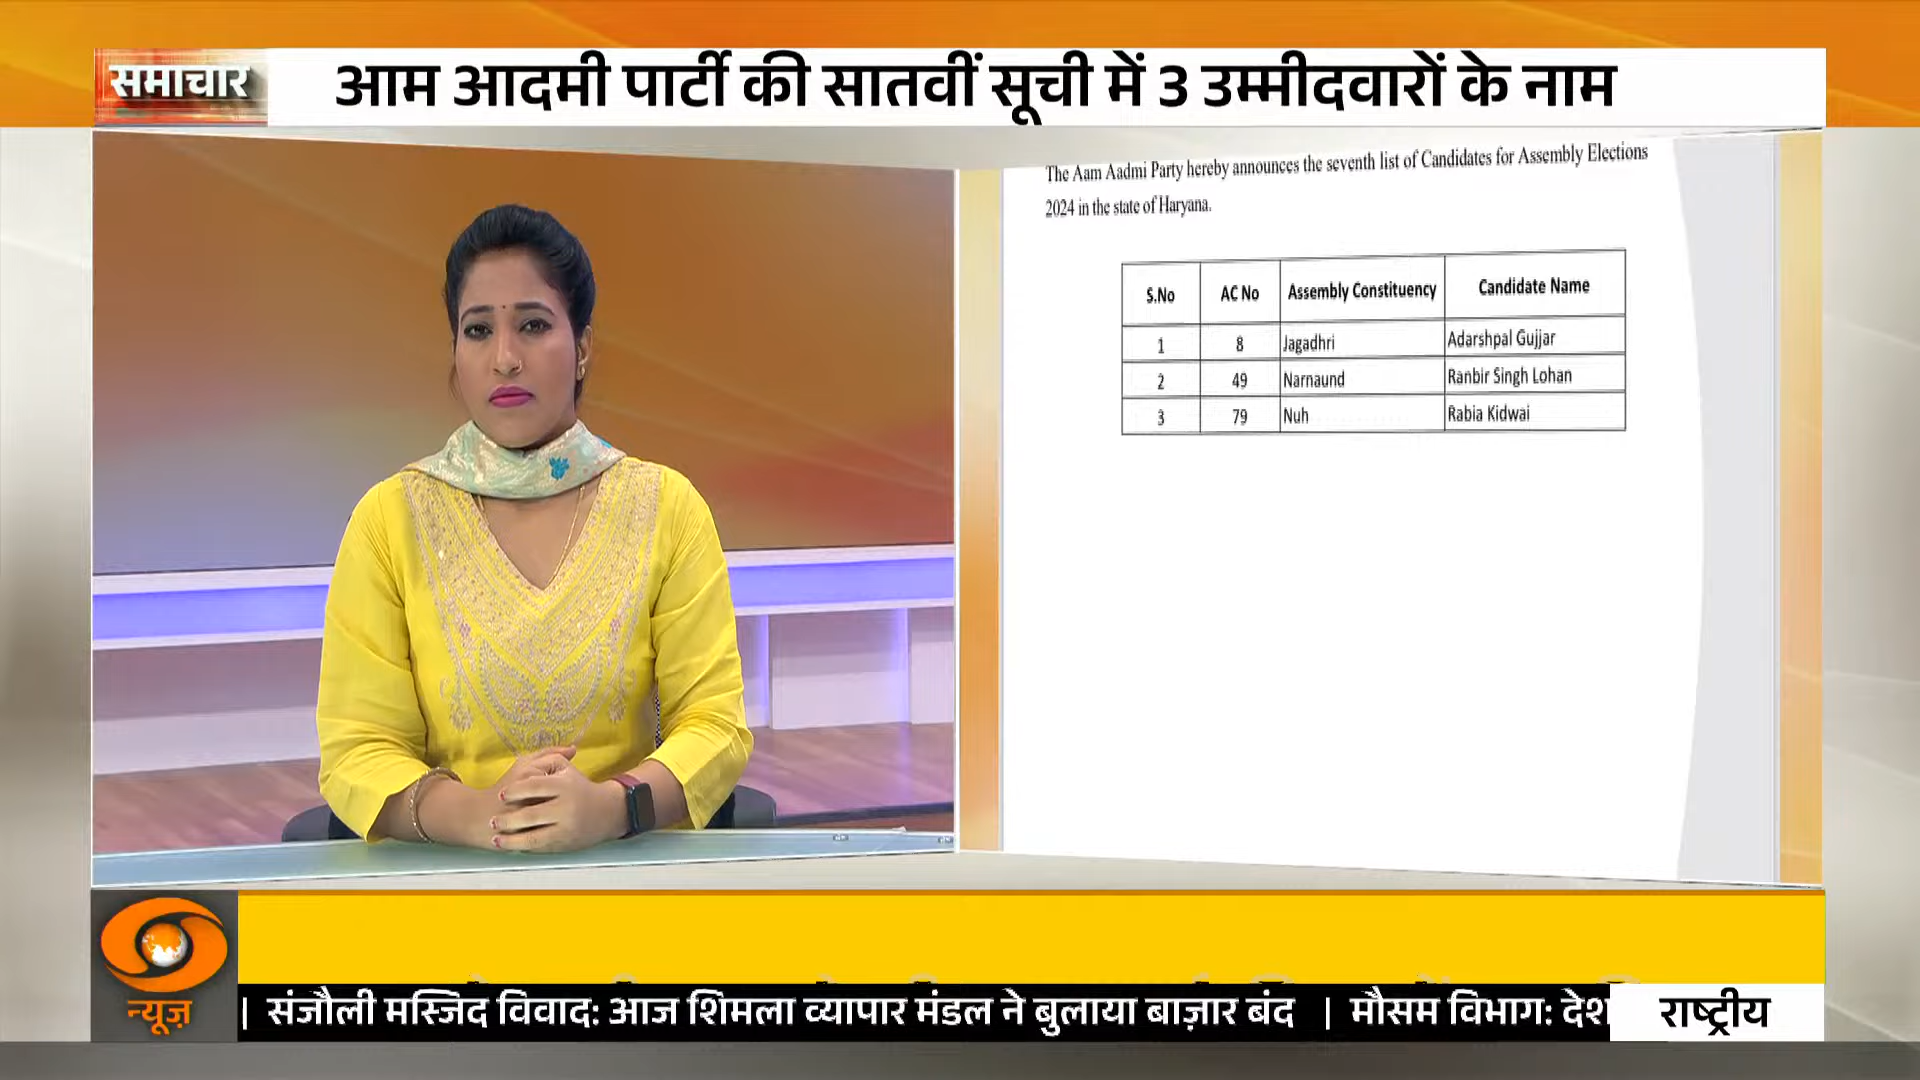 समाचार
आम आदमी पार्टी की सातवीं सूची में 3 उम्मीदवारों के नाम
The Aam Aadmi Party hereby announces the seventh list of Candidates for Assembly Elections
2024 in the state of Haryana.
S.No AC No Assembly Constituency Candidate Name
1 8 Jagadhri Adarshpal Gujjar
2 49 Narnaund Ranbir Singh Lohan
3 79 Nuh Rabia Kidwai
न्यूज़
| संजौली मस्जिद विवाद: आज शिमला व्यापार मंडल ने बुलाया बाज़ार बंद | मौसम विभाग: देश
राष्ट्रीय